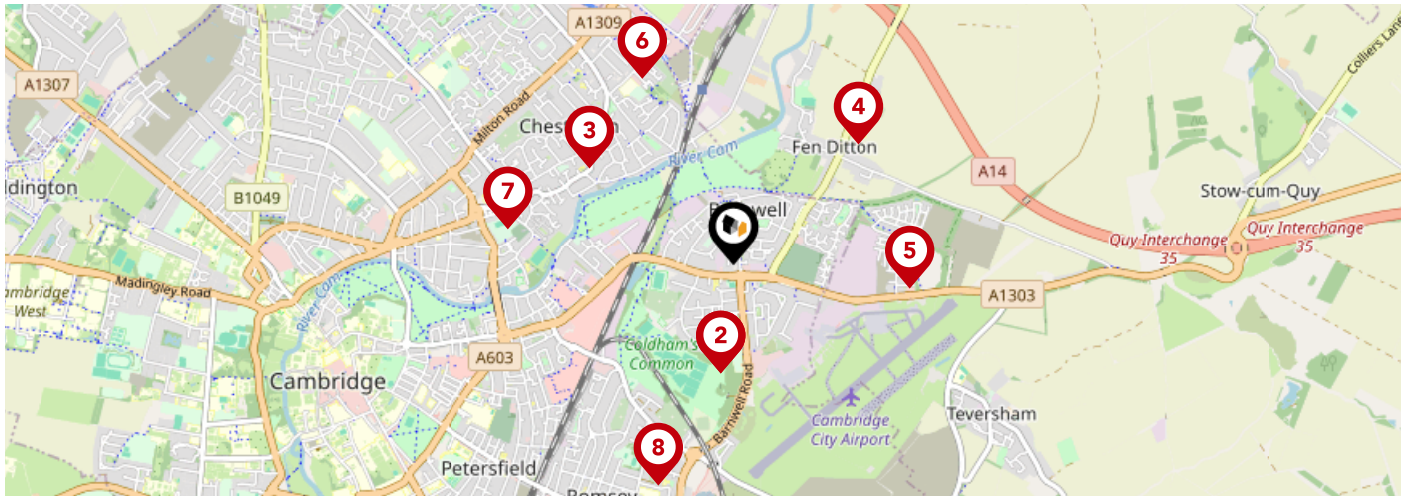 A1309
6
A1307
Colliers Lane
Milton Road
4
3
Fen Ditton
River Cam
A14
ddington
7
B1049
Stow-cum-Quy
5
Quy Interchange
35
Quy Interchange
35
Madingley Road
A1303
ambridge
West
River Cam
2
Coldham's
Common
A603
Cambridge
Barnwell Road
Cambridge
City Airport
Teversham
8
Petersfield
Romsey